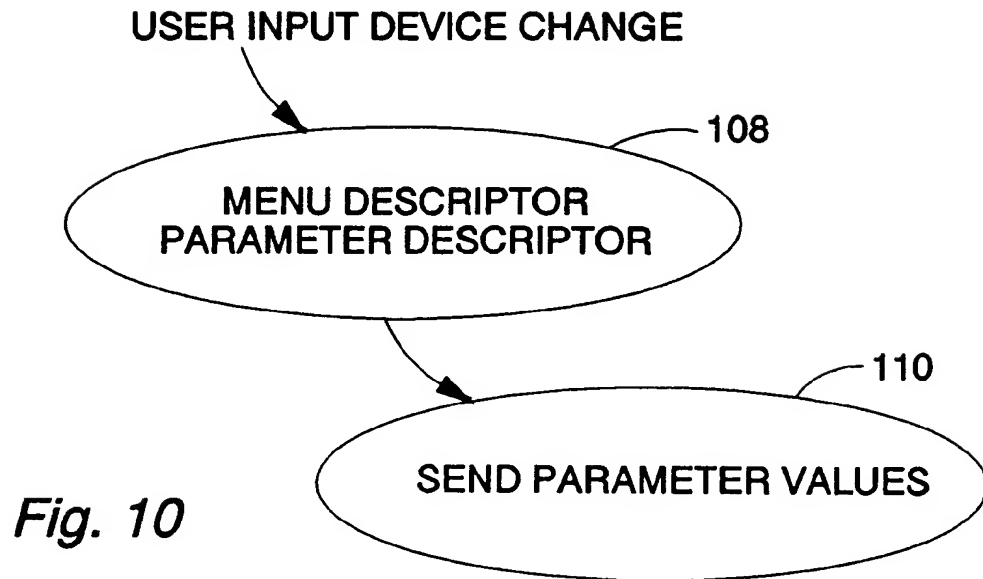 USER INPUT DEVICE CHANGE
108
MENU DESCRIPTOR
PARAMETER DESCRIPTOR
110
SEND PARAMETER VALUES
Fig. 10